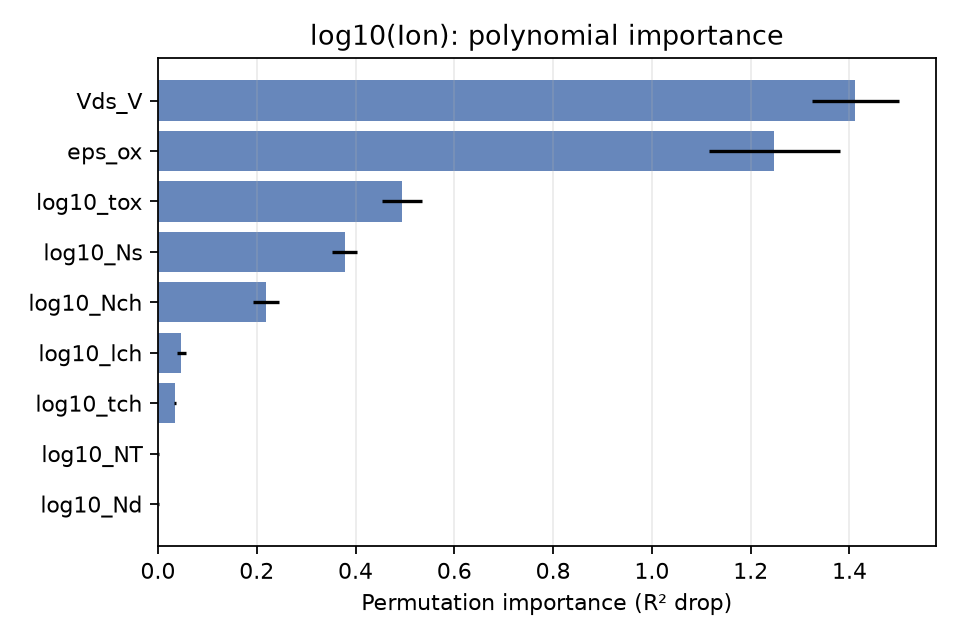 log10(Ion): polynomial importance
Vds_V
eps_ox
log10_tox
log10_Ns
log10_Nch
log10_lch
log10_tch
log10_NT
log10_Nd
0.0 0.2 0.4 0.6 0.8 1.0 1.2 1.4
Permutation importance (R² drop)